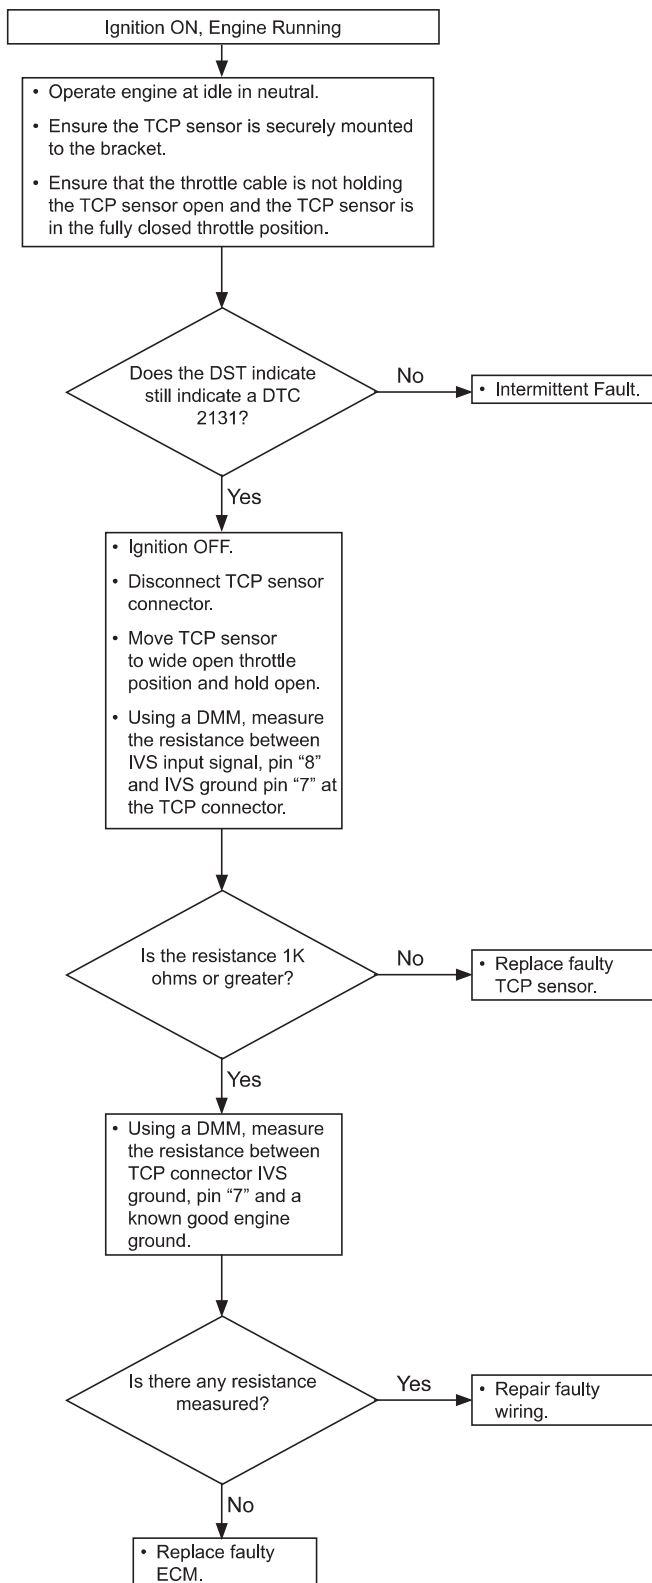 Ignition ON, Engine Running
• Operate engine at idle in neutral.
• Ensure the TCP sensor is securely mounted
to the bracket.
• Ensure that the throttle cable is not holding
the TCP sensor open and the TCP sensor is
in the fully closed throttle position.
Does the DST indicate
still indicate a DTC
2131?
No
• Intermittent Fault.
Yes
• Ignition OFF.
• Disconnect TCP sensor
connector.
• Move TCP sensor
to wide open throttle
position and hold open.
• Using a DMM, measure
the resistance between
IVS input signal, pin “8”
and IVS ground pin “7” at
the TCP connector.
Is the resistance 1K
ohms or greater?
No
• Replace faulty
TCP sensor.
Yes
• Using a DMM, measure
the resistance between
TCP connector IVS
ground, pin “7” and a
known good engine
ground.
Is there any resistance
measured?
Yes
• Repair faulty
wiring.
No
• Replace faulty
ECM.